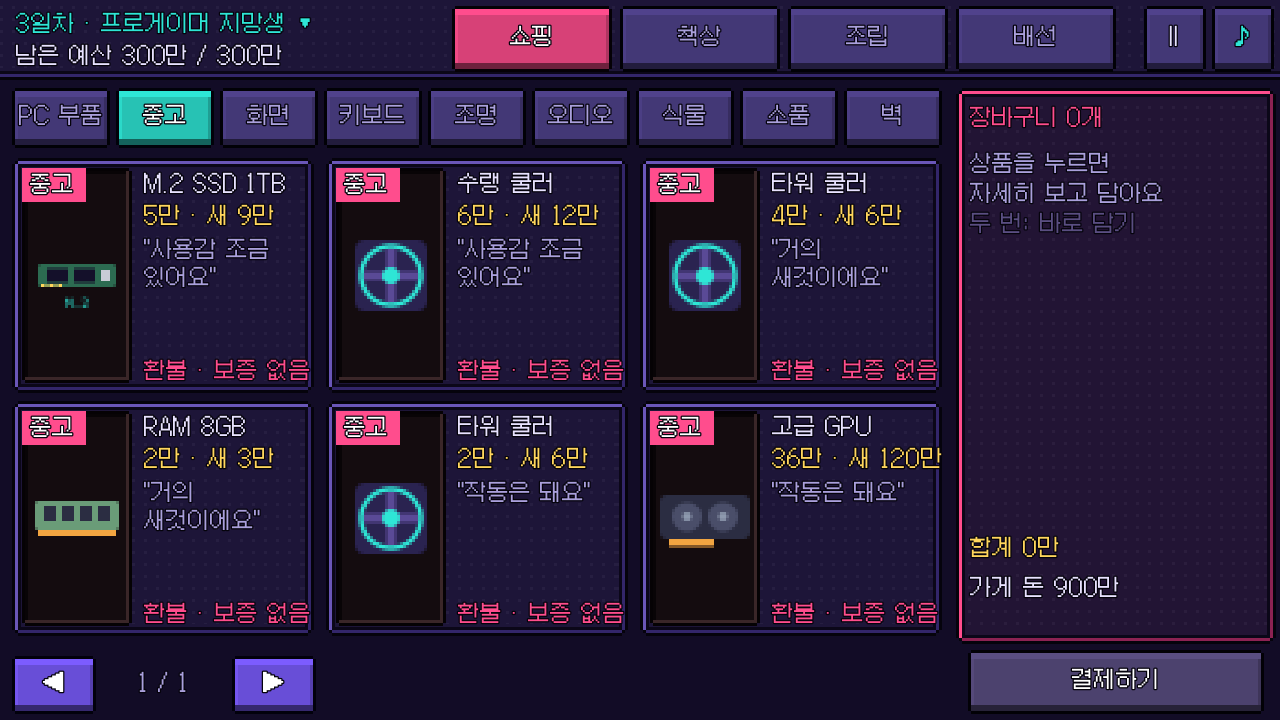 3일차 · 프로게이머 지망생 ▼
남은 예산 300만 / 300만
쇼핑
책상
조립
배선
PC 부품
중고
화면
키보드
조명
오디오
식물
소품
벽
중고
M.2 SSD 1TB
5만 · 새 9만
"사용감 조금
있어요"
M.2
환불 · 보증 없음
중고
수랭 쿨러
6만 · 새 12만
"사용감 조금
있어요"
환불 · 보증 없음
중고
타워 쿨러
4만 · 새 6만
"거의
새것이에요"
환불 · 보증 없음
중고
RAM 8GB
2만 · 새 3만
"거의
새것이에요"
환불 · 보증 없음
중고
타워 쿨러
2만 · 새 6만
"작동은 돼요"
환불 · 보증 없음
중고
고급 GPU
36만 · 새 120만
"작동은 돼요"
환불 · 보증 없음
장바구니 0개
상품을 누르면
자세히 보고 담아요
두 번: 바로 담기
합계 0만
가게 돈 900만
1 / 1
결제하기